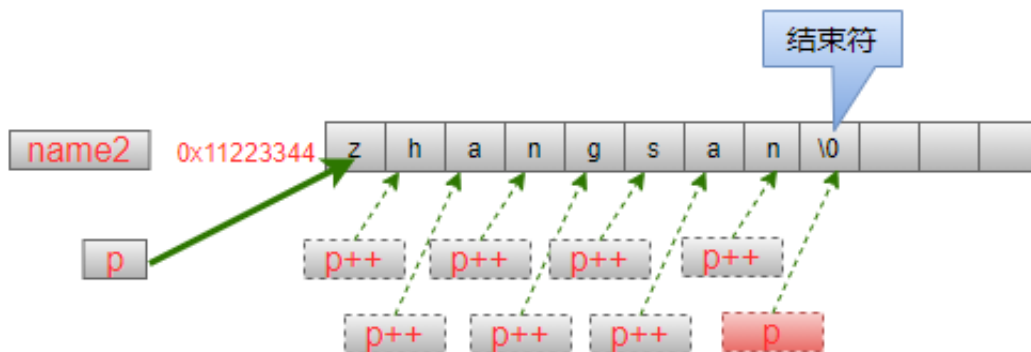 结束符
name2 0x11223344 z h a n g s a n \0
p
p++ p++ p++ p++
p++ p++ p++ p